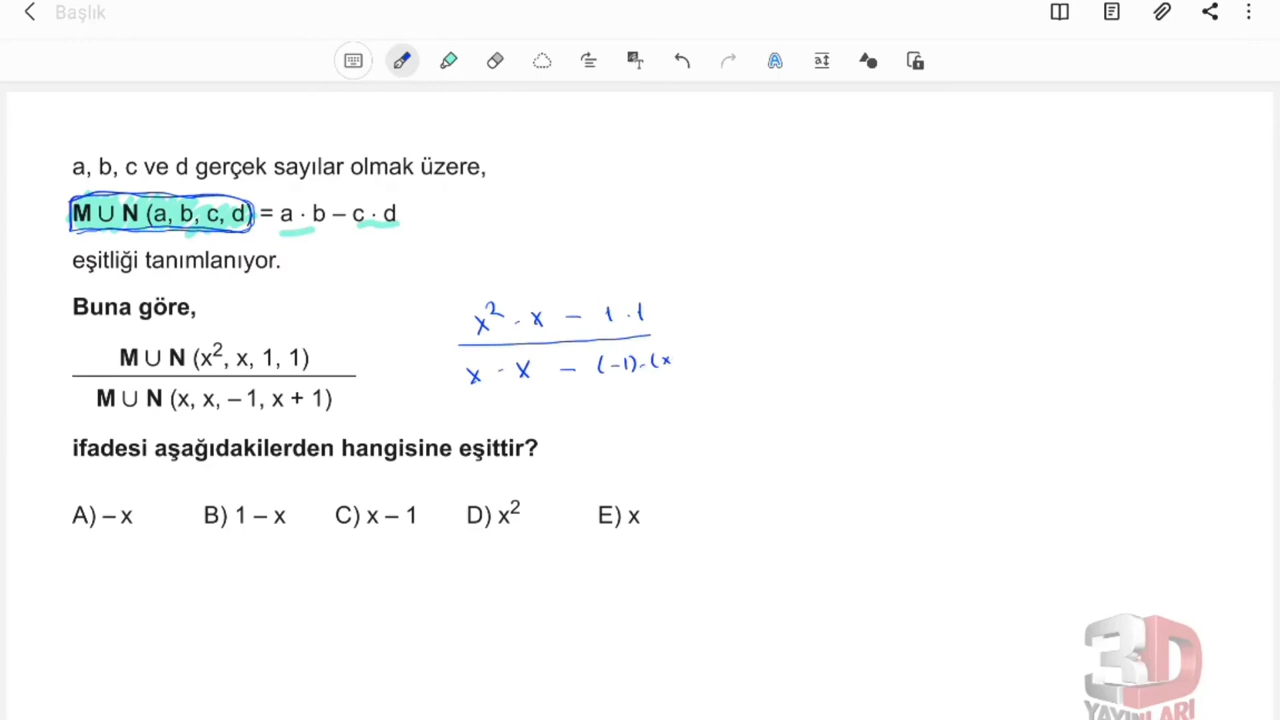 Başlık
a, b, c ve d gerçek sayılar olmak üzere,
M ∪ N (a, b, c, d) = a · b – c · d
eşitliği tanımlanıyor.
Buna göre,
x² · x – 1 · 1
x · x – (–1) · (x
M ∪ N (x², x, 1, 1)
M ∪ N (x, x, – 1, x + 1)
ifadesi aşağıdakilerden hangisine eşittir?
A) – x B) 1 – x C) x – 1 D) x² E) x
3D
YAYINLARI